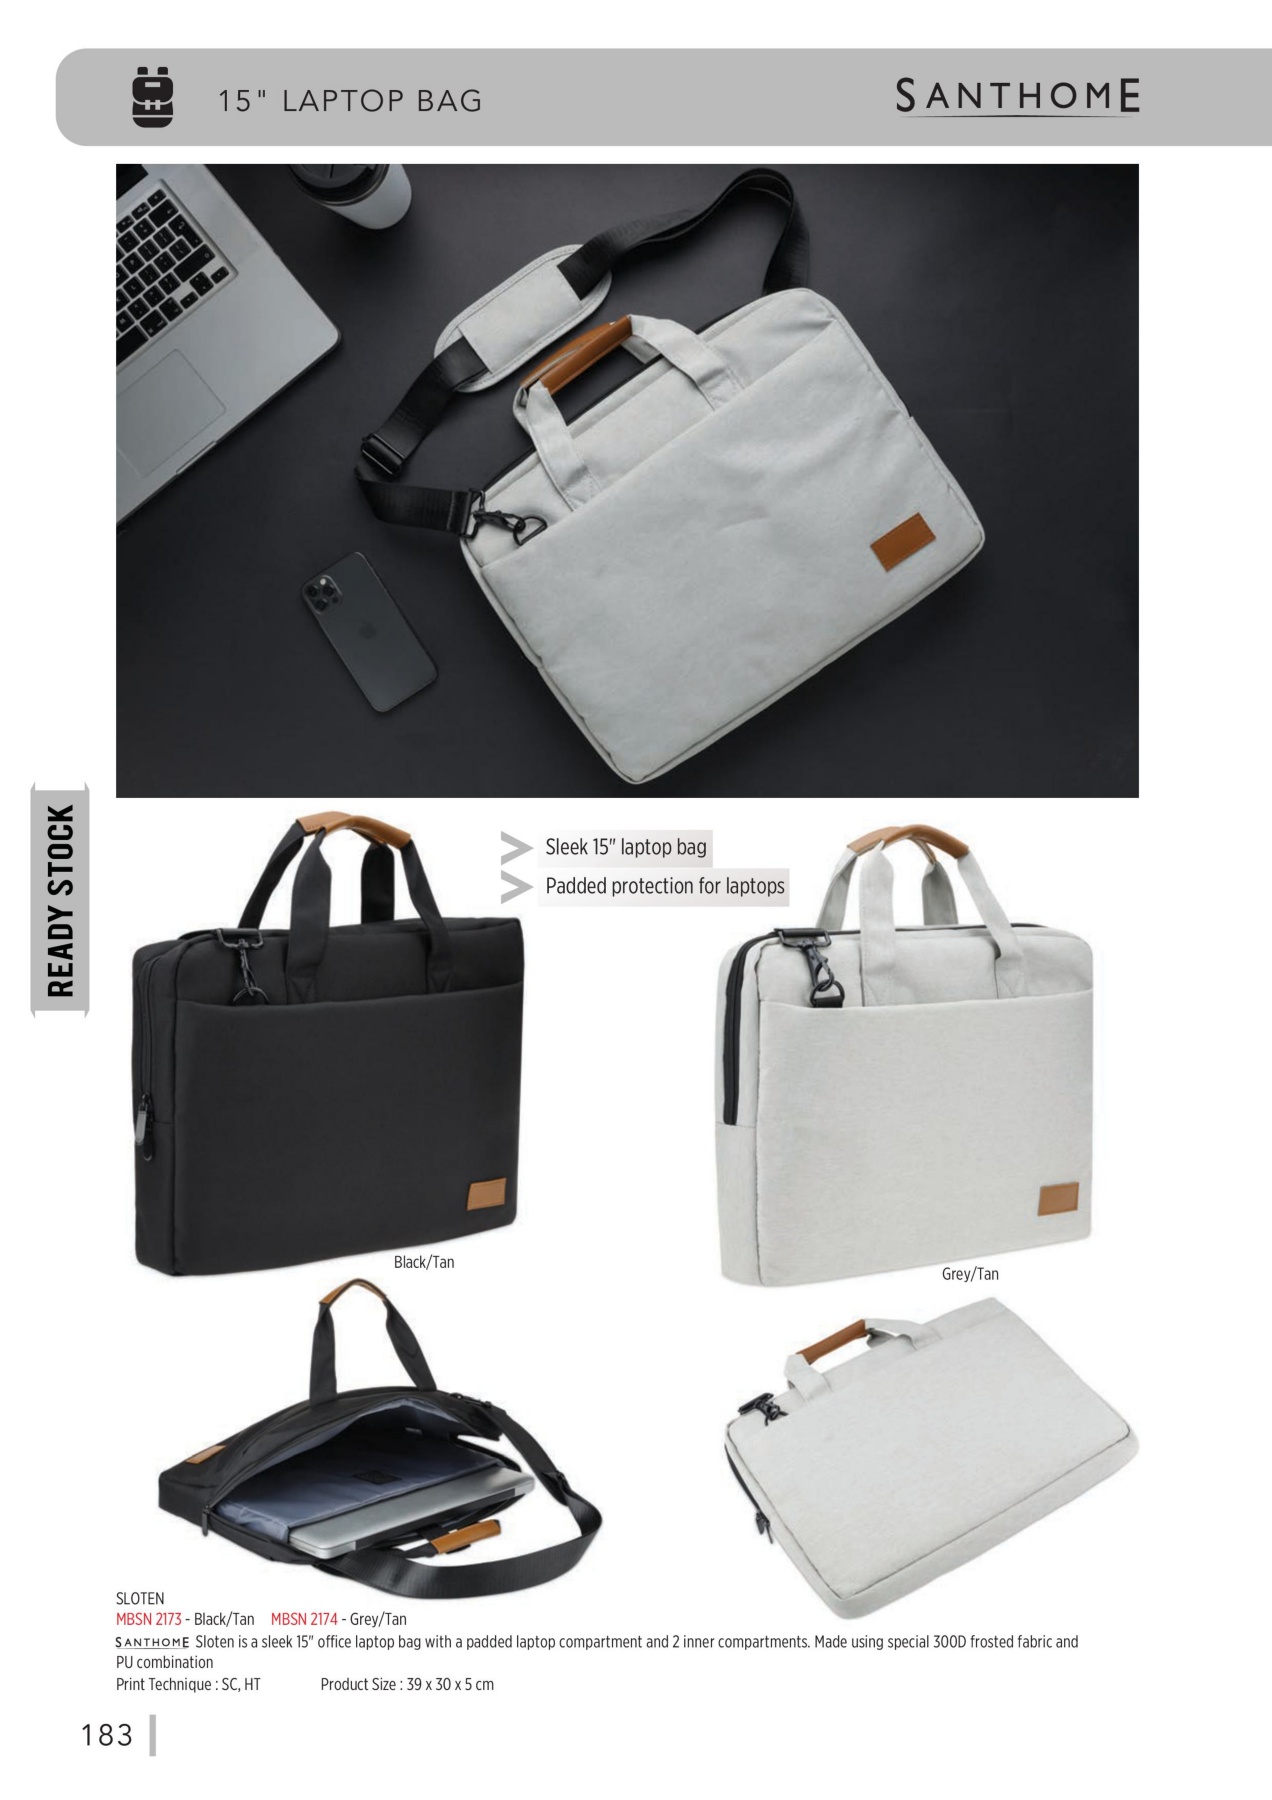 15" LAPTOP BAG
SANTHOME
READY STOCK
Sleek 15" laptop bag
Padded protection for laptops
Black/Tan
Grey/Tan
SLOTEN
MBSN 2173 - Black/Tan MBSN 2174 - Grey/Tan
SANTHOME Sloten is a sleek 15" office laptop bag with a padded laptop compartment and 2 inner compartments. Made using special 300D frosted fabric and
PU combination
Print Technique : SC, HT Product Size : 39 x 30 x 5 cm
183